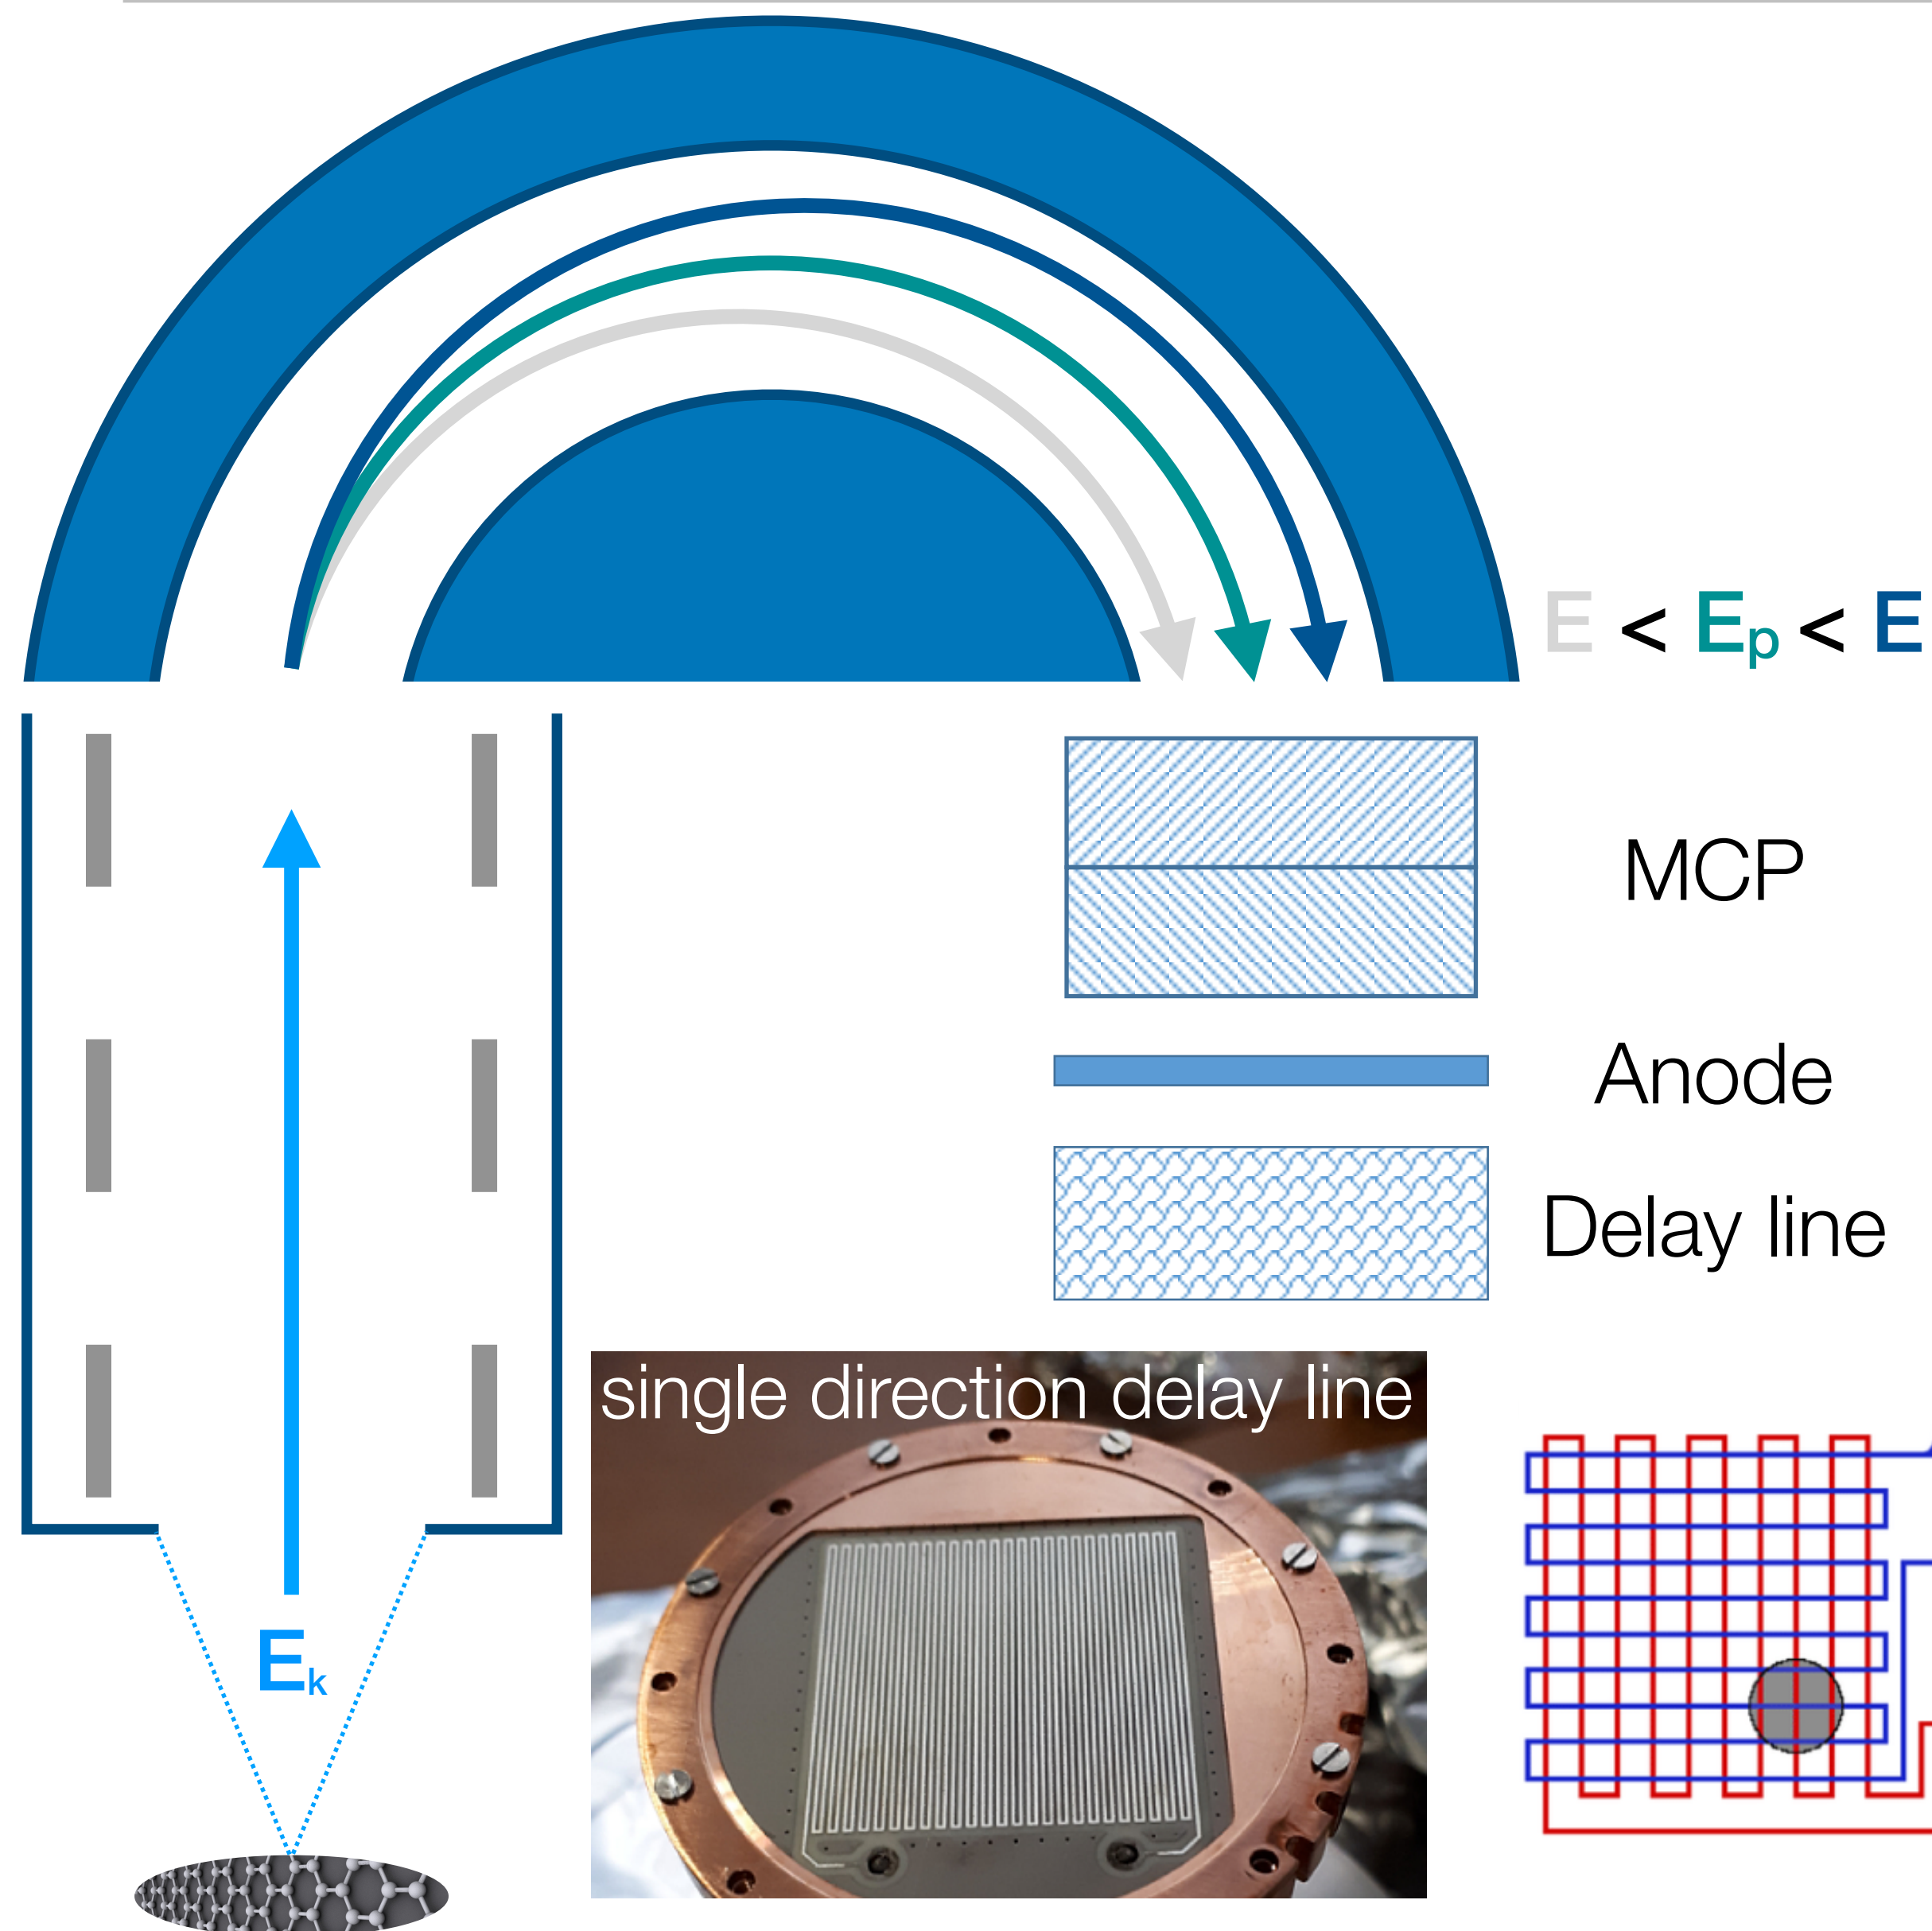 E < Ep < E
MCP
Anode
Delay line
single direction delay line
Ek